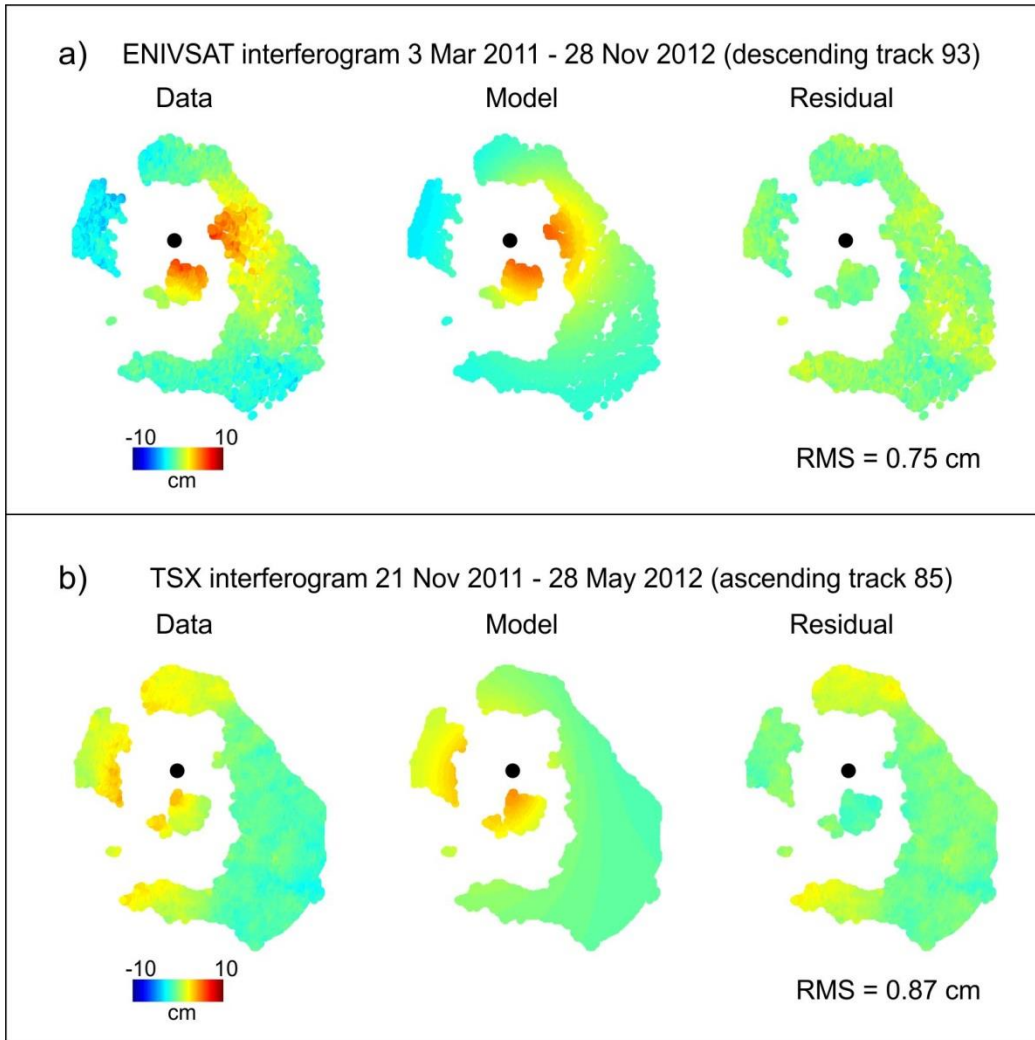 a) ENIVSAT interferogram 3 Mar 2011 - 28 Nov 2012 (descending track 93)
Data Model Residual
-10 10
cm
RMS = 0.75 cm
b) TSX interferogram 21 Nov 2011 - 28 May 2012 (ascending track 85)
Data Model Residual
-10 10
cm
RMS = 0.87 cm